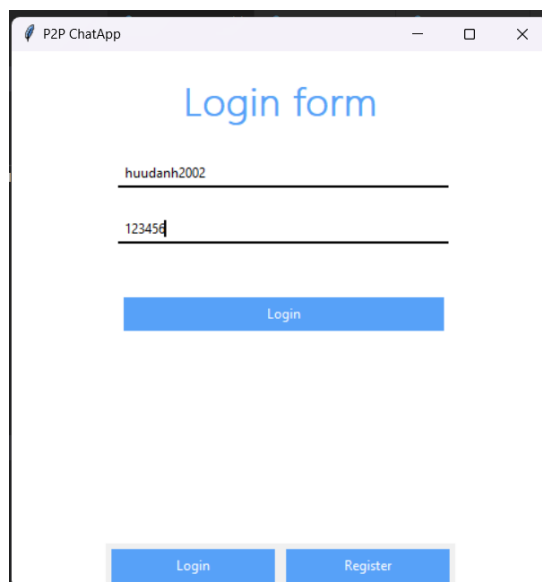 P2P ChatApp
Login form
huudanh2002
123456
Login
Login Register